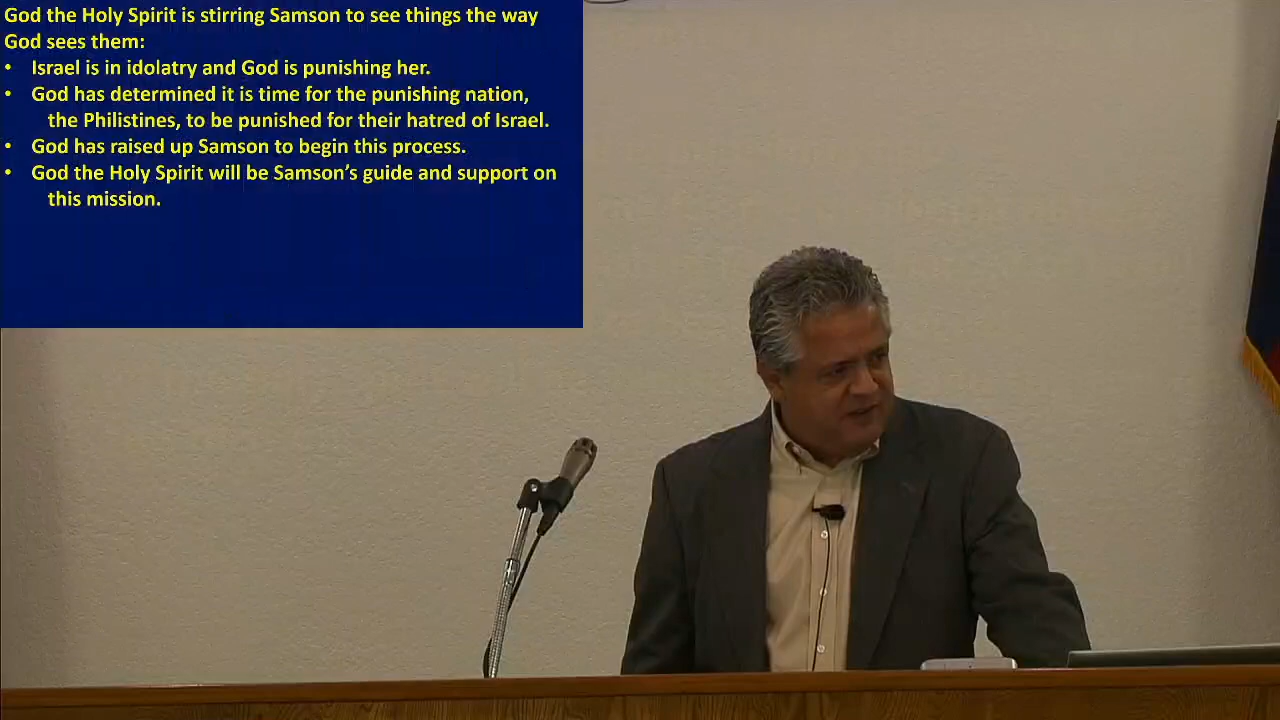 God the Holy Spirit is stirring Samson to see things the way
God sees them:
• Israel is in idolatry and God is punishing her.
• God has determined it is time for the punishing nation,
the Philistines, to be punished for their hatred of Israel.
• God has raised up Samson to begin this process.
• God the Holy Spirit will be Samson’s guide and support on
this mission.